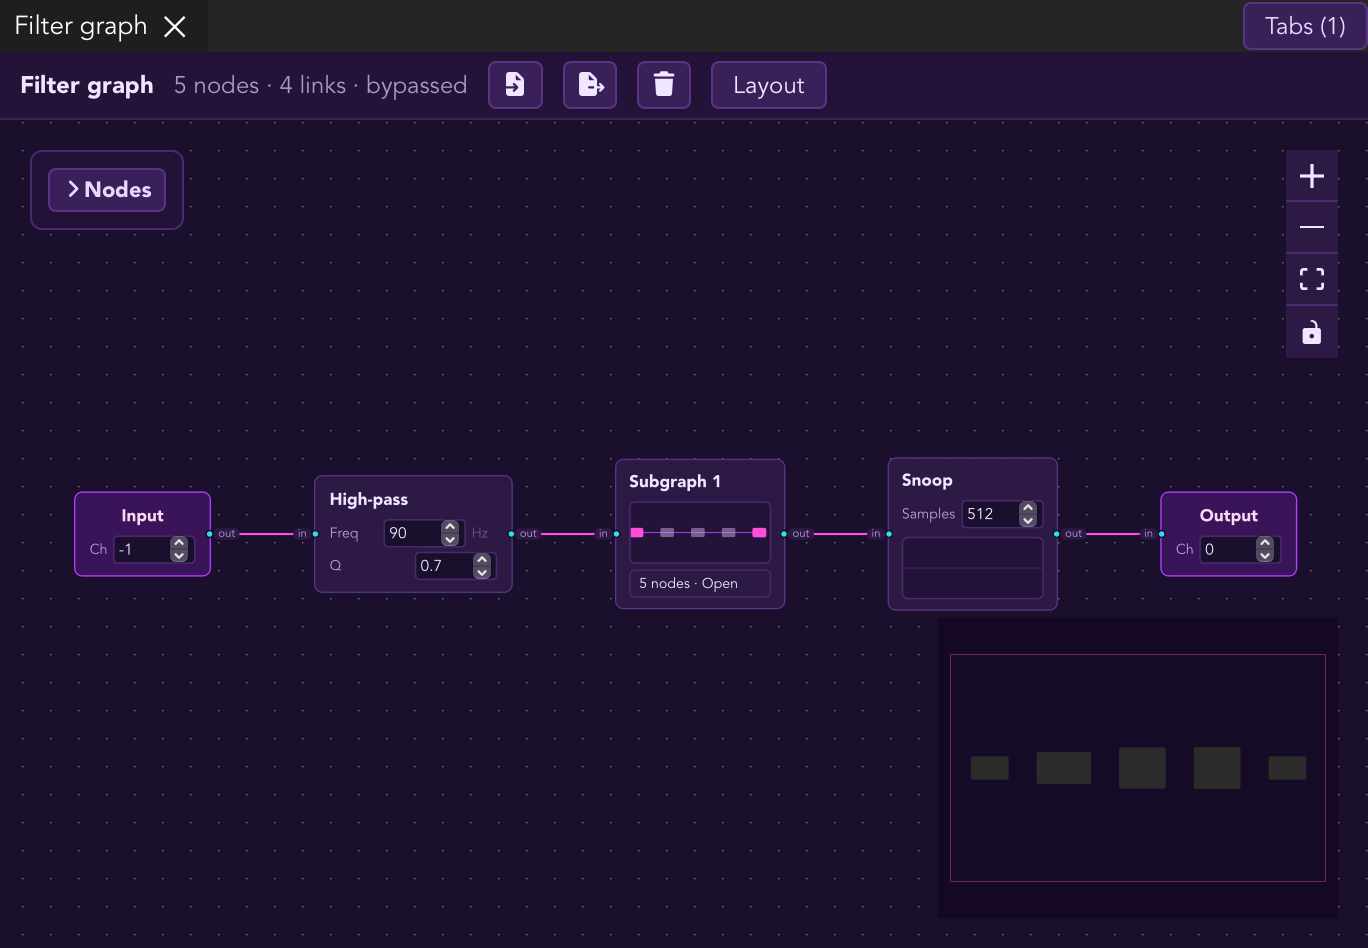 Filter graph
Tabs (1)
Filter graph 5 nodes · 4 links · bypassed Layout
Nodes
Input
Ch -1
out
in
High-pass
Freq 90 Hz
Q 0.7
out
in
Subgraph 1
5 nodes · Open
out
in
Snoop
Samples 512
out
in
Output
Ch 0